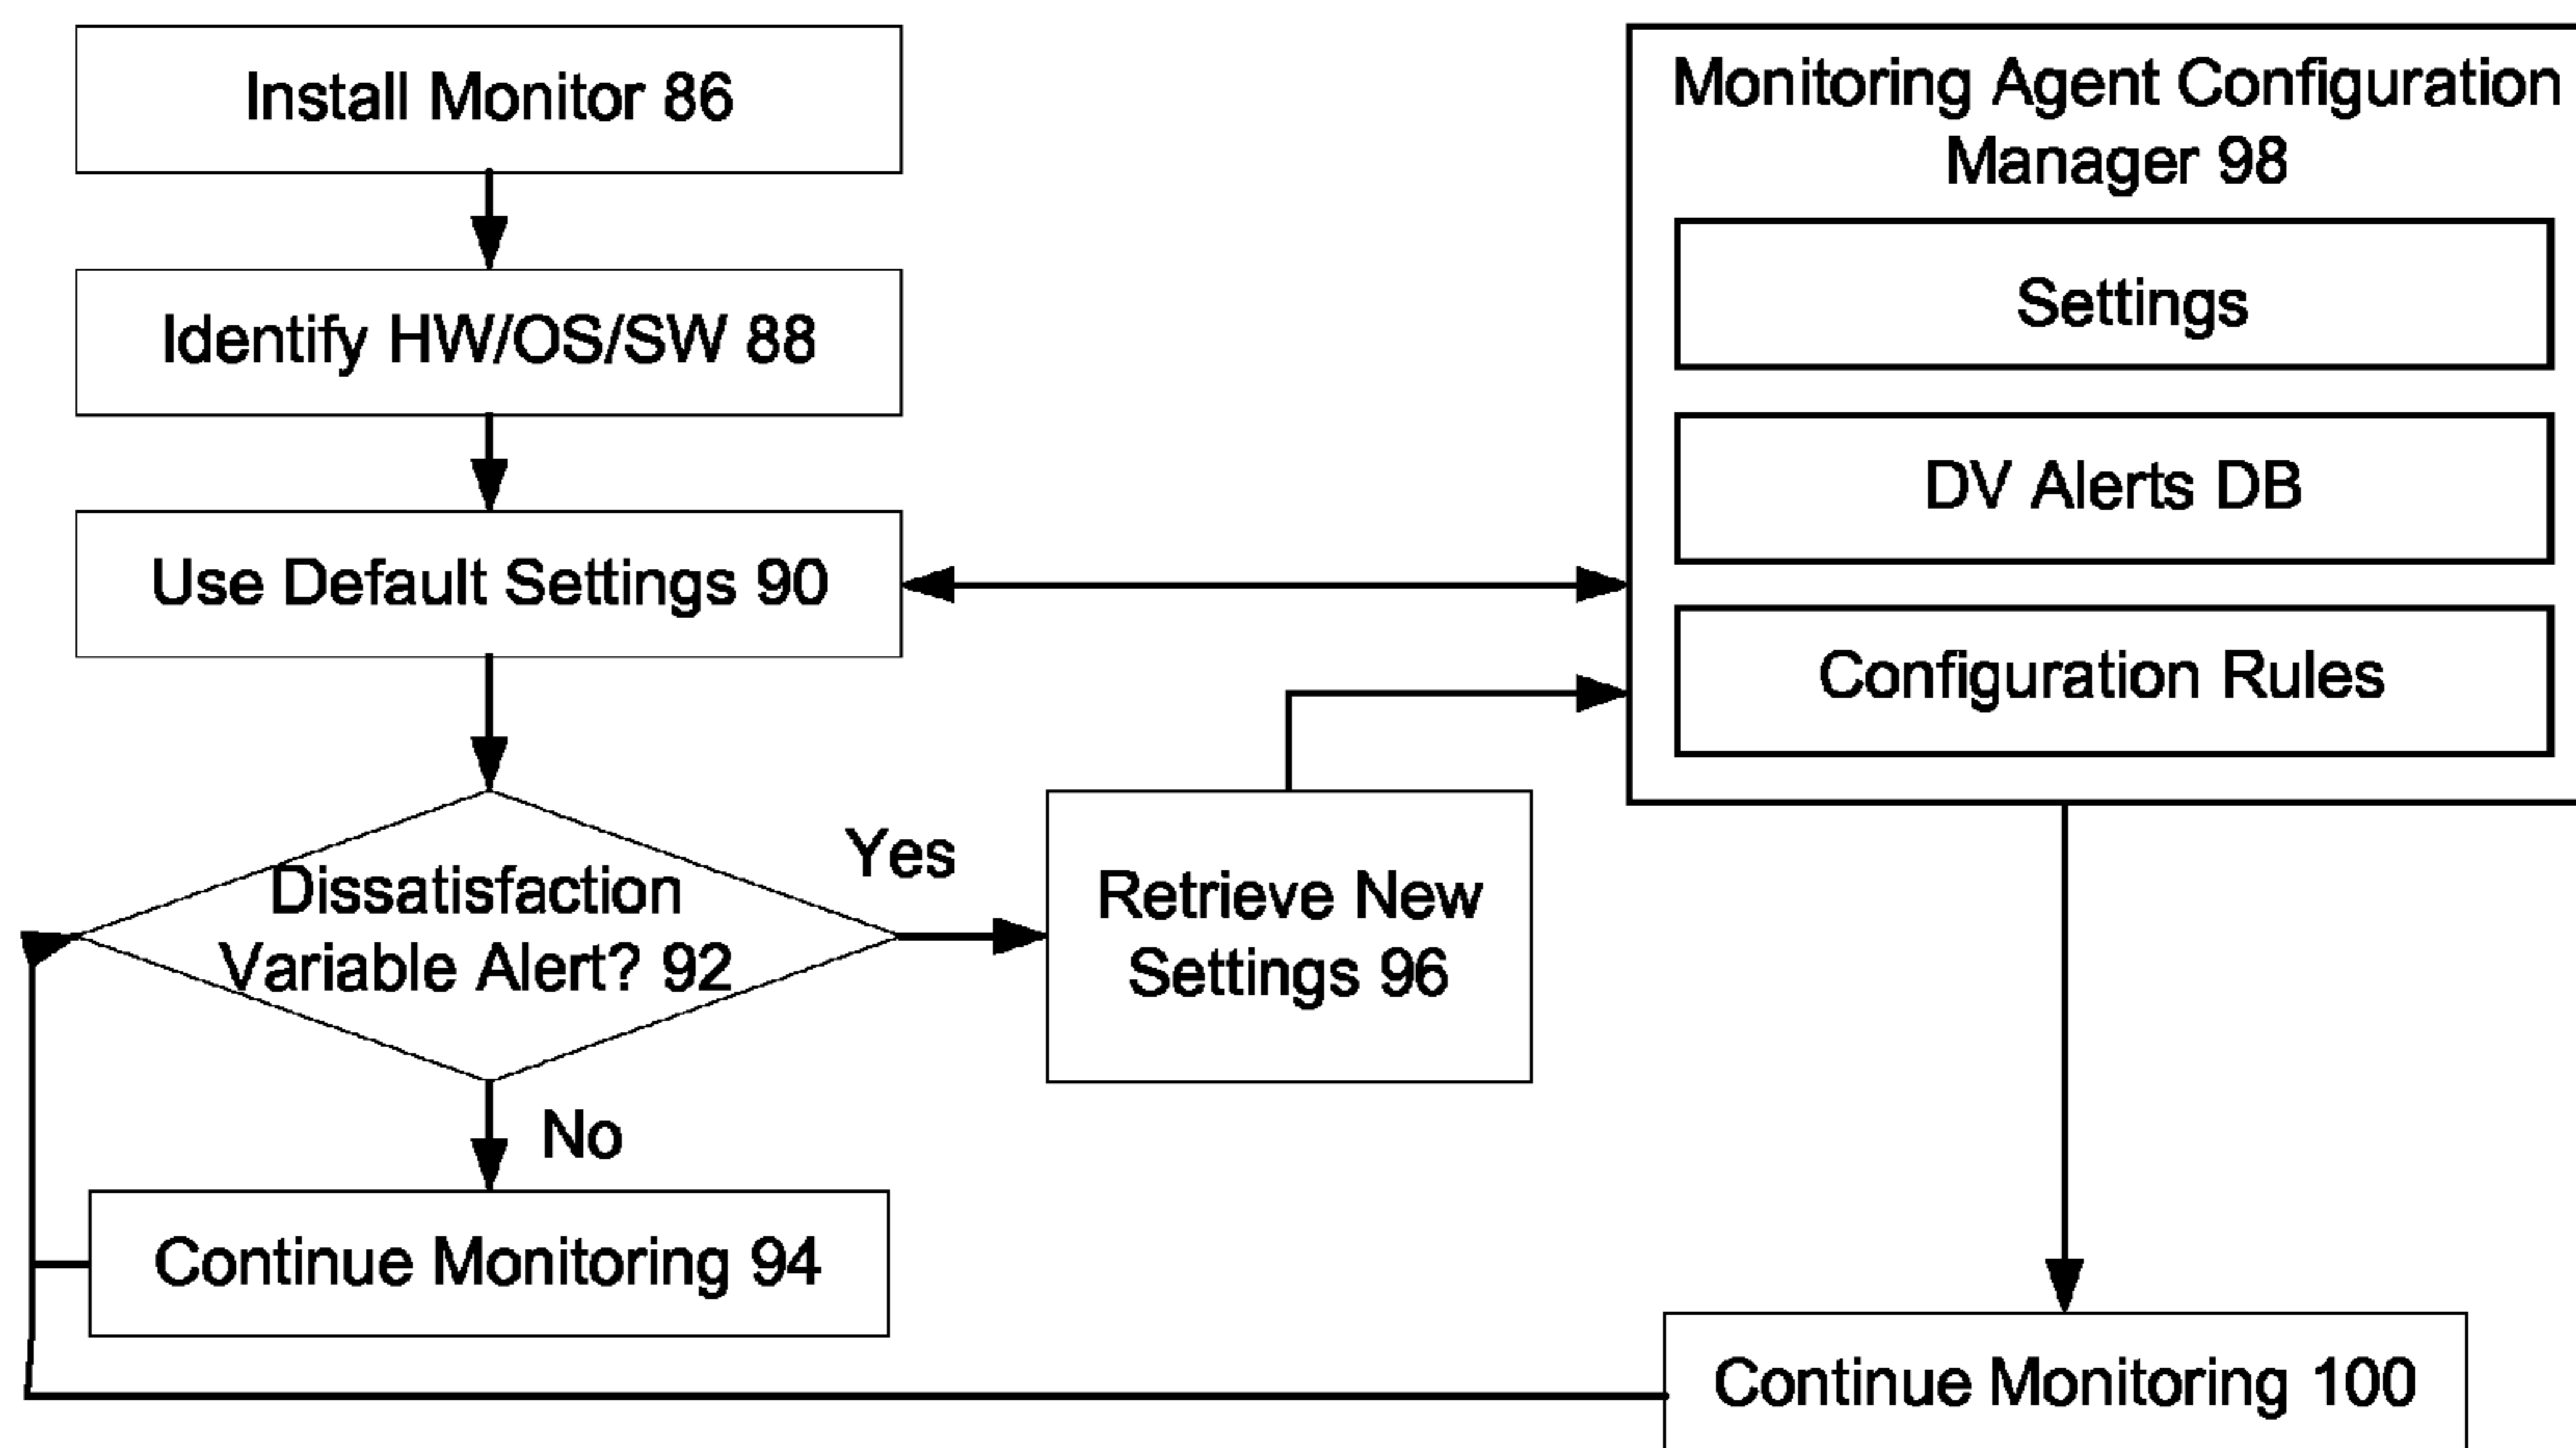 Install Monitor 86
Identify HW/OS/SW 88
Use Default Settings 90
Dissatisfaction
Variable Alert? 92
Yes
No
Continue Monitoring 94
Retrieve New
Settings 96
Monitoring Agent Configuration
Manager 98
Settings
DV Alerts DB
Configuration Rules
Continue Monitoring 100